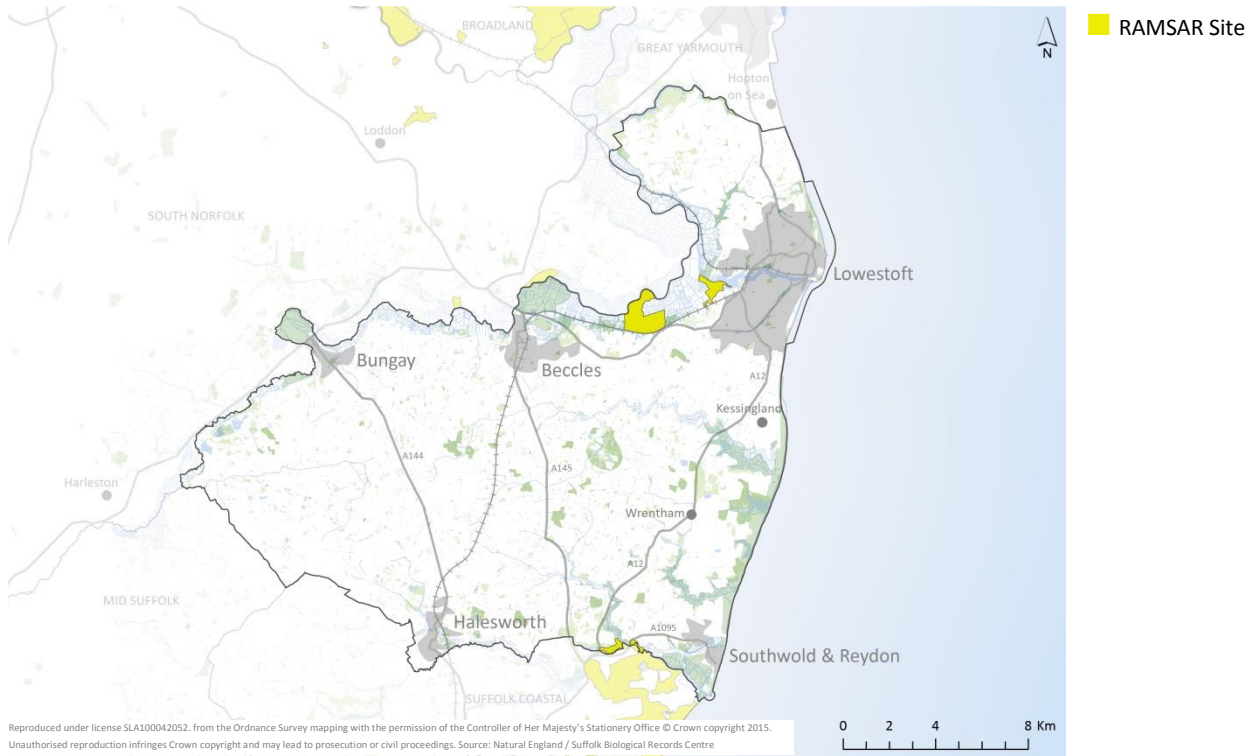 RAMSAR Site
BROADLAND
GREAT YARMOUTH
N
Hopton
on Sea
Loddon
SOUTH NORFOLK
Lowestoft
Bungay
Beccles
A12
Kessingland
A144
A145
Harleston
Wrentham
A12
MID SUFFOLK
Halesworth
A1095
Southwold & Reydon
SUFFOLK COASTAL
Reproduced under license SLA100042052. from the Ordnance Survey mapping with the permission of the Controller of Her Majesty's Stationery Office © Crown copyright 2015.
Unauthorised reproduction infringes Crown copyright and may lead to prosecution or civil proceedings. Source: Natural England / Suffolk Biological Records Centre
0 2 4 8 Km